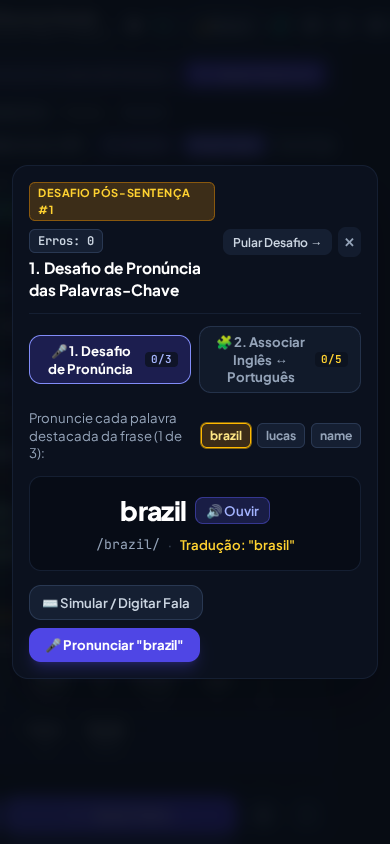 DESAFIO PÓS-SENTENÇA
#1
Erros: 0
Pular Desafio →
✕
1. Desafio de Pronúncia
das Palavras-Chave
🎤 1. Desafio
de Pronúncia
0/3
🧩 2. Associar
Inglês ↔
Português
0/5
Pronuncie cada palavra
destacada da frase (1 de
3):
brazil lucas name
brazil 🔊 Ouvir
/brazil/ · Tradução: "brasil"
⌨️ Simular / Digitar Fala
🎤 Pronunciar "brazil"